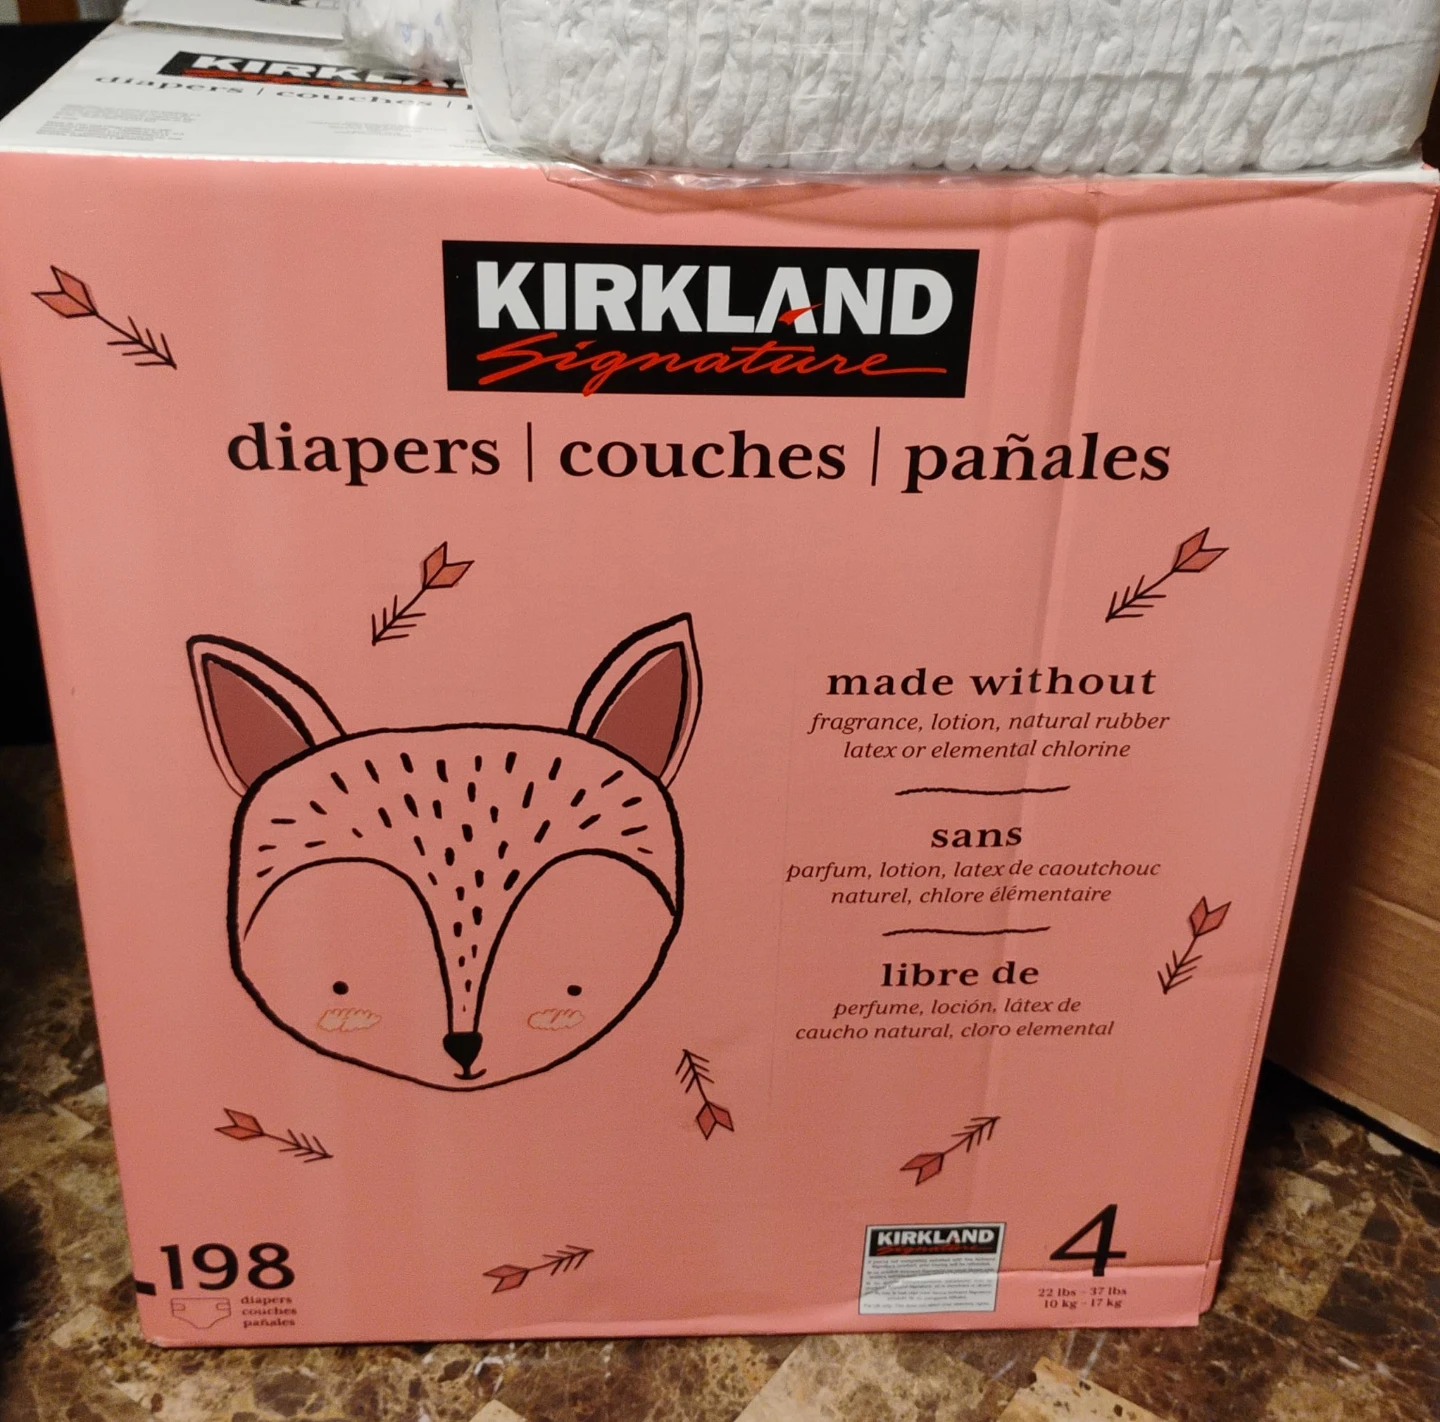 KIRKLA
diapers | couches |
KIRKLAND
Signature
diapers | couches | pañales
made without
fragrance, lotion, natural rubber
latex or elemental chlorine
sans
parfum, lotion, latex de caoutchouc
naturel, chlore élémentaire
libre de
perfume, loción, látex de
caucho natural, cloro elemental
198
diapers
couches
pañales
KIRKLAND
Signature
4
22 lbs - 37 lbs
10 kg - 17 kg